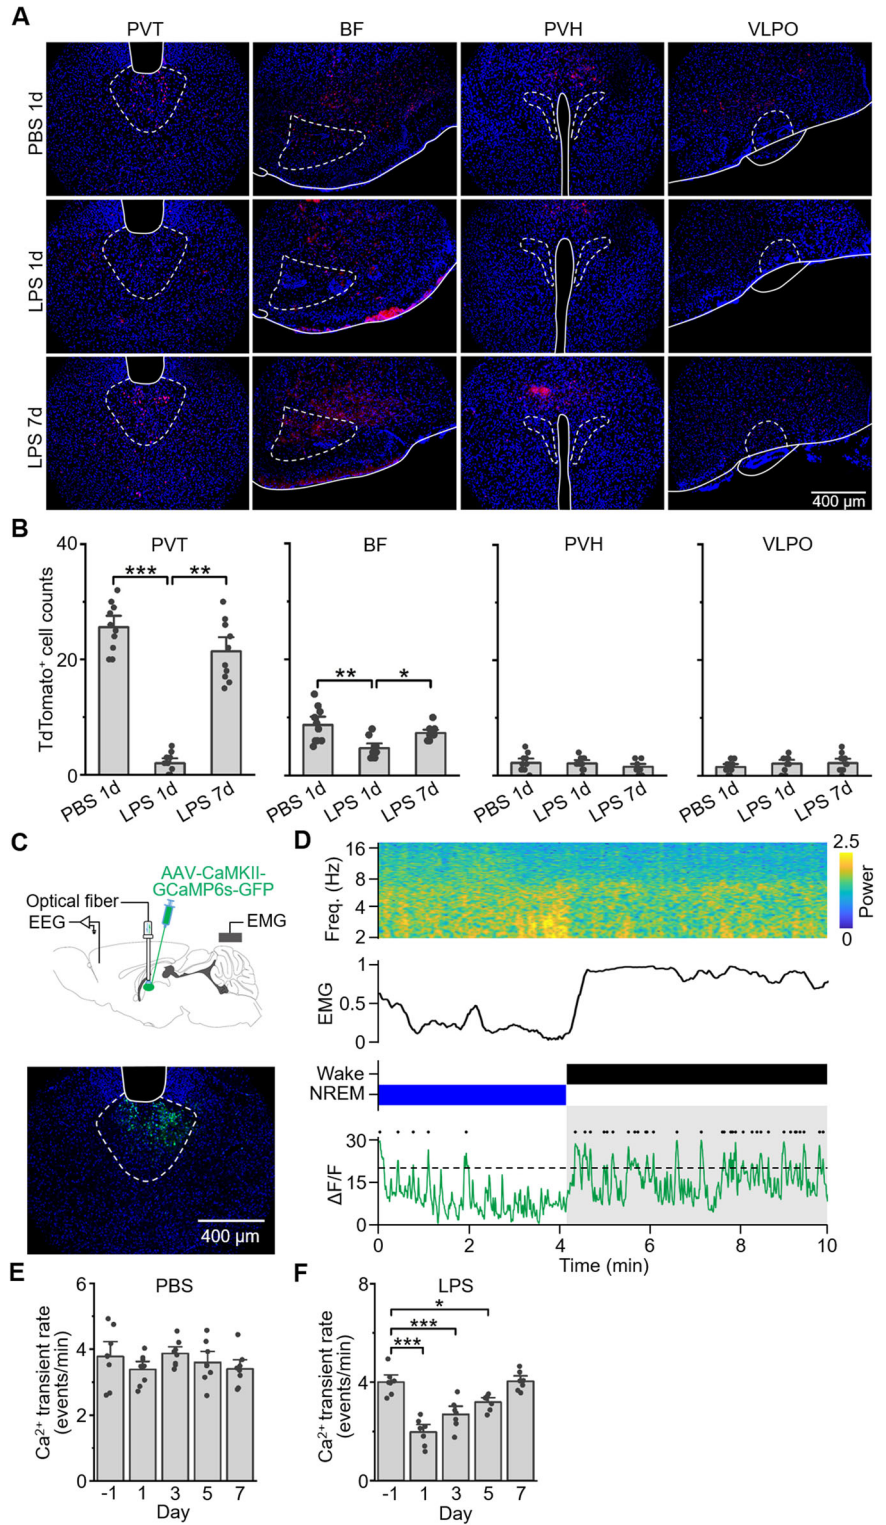 A
PVT BF PVH VLPO
PBS 1d
LPS 1d
LPS 7d
400 µm
B
PVT BF PVH VLPO
TdTomato⁺ cell counts
40
20
0
*** **
** *
PBS 1d LPS 1d LPS 7d PBS 1d LPS 1d LPS 7d PBS 1d LPS 1d LPS 7d PBS 1d LPS 1d LPS 7d
C
AAV-CaMKII-
GCaMP6s-GFP
Optical fiber
EEG
EMG
400 µm
D
Freq. (Hz)
16
8
4
2
2.5
0
Power
EMG
1
0.5
0
Wake
NREM
ΔF/F
30
15
0
0 2 4 6 8 10
Time (min)
E
PBS
Ca²⁺ transient rate
(events/min)
6
4
2
0
-1 1 3 5 7
Day
F
LPS
Ca²⁺ transient rate
(events/min)
8
4
0
*
***
***
-1 1 3 5 7
Day